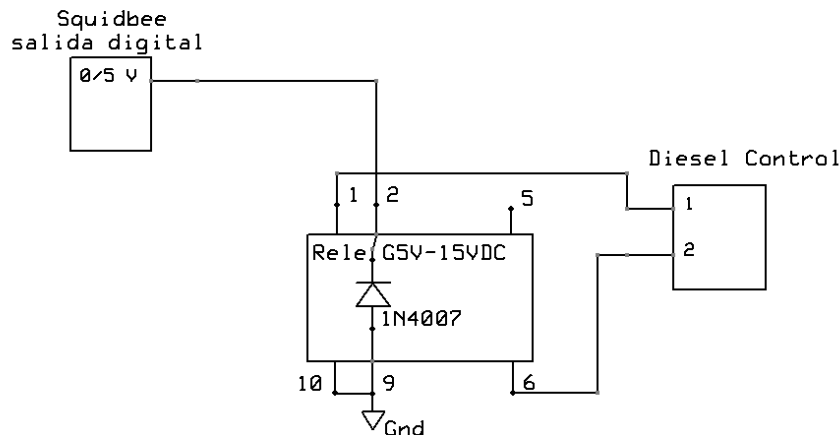 Squidbee
salida digital
0/5 V
Diesel Control
1
2
5
1
2
Rele G5V-15VDC
1N4007
10
9
6
Gnd